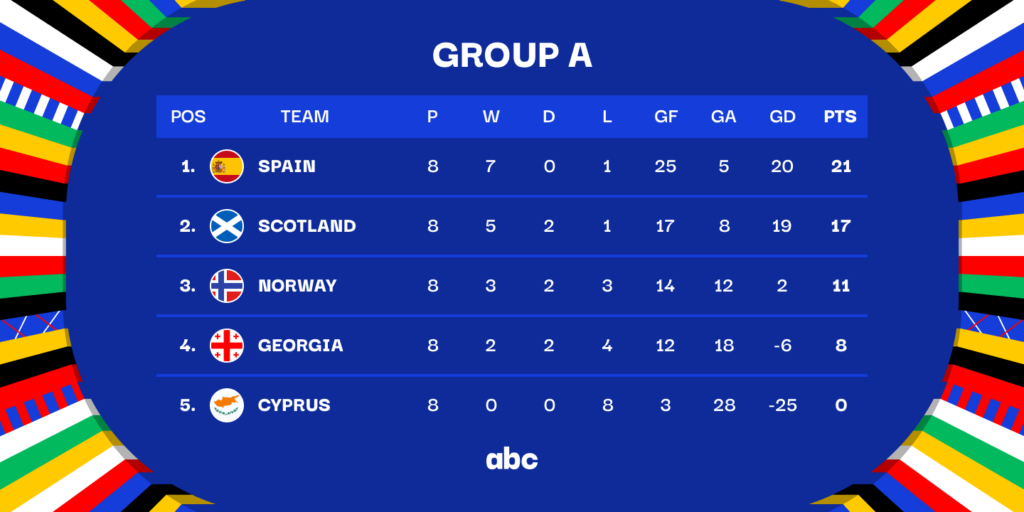 GROUP A
POS TEAM P W D L GF GA GD PTS
1. SPAIN 8 7 0 1 25 5 20 21
2. SCOTLAND 8 5 2 1 17 8 19 17
3. NORWAY 8 3 2 3 14 12 2 11
4. GEORGIA 8 2 2 4 12 18 -6 8
5. CYPRUS 8 0 0 8 3 28 -25 0
abc